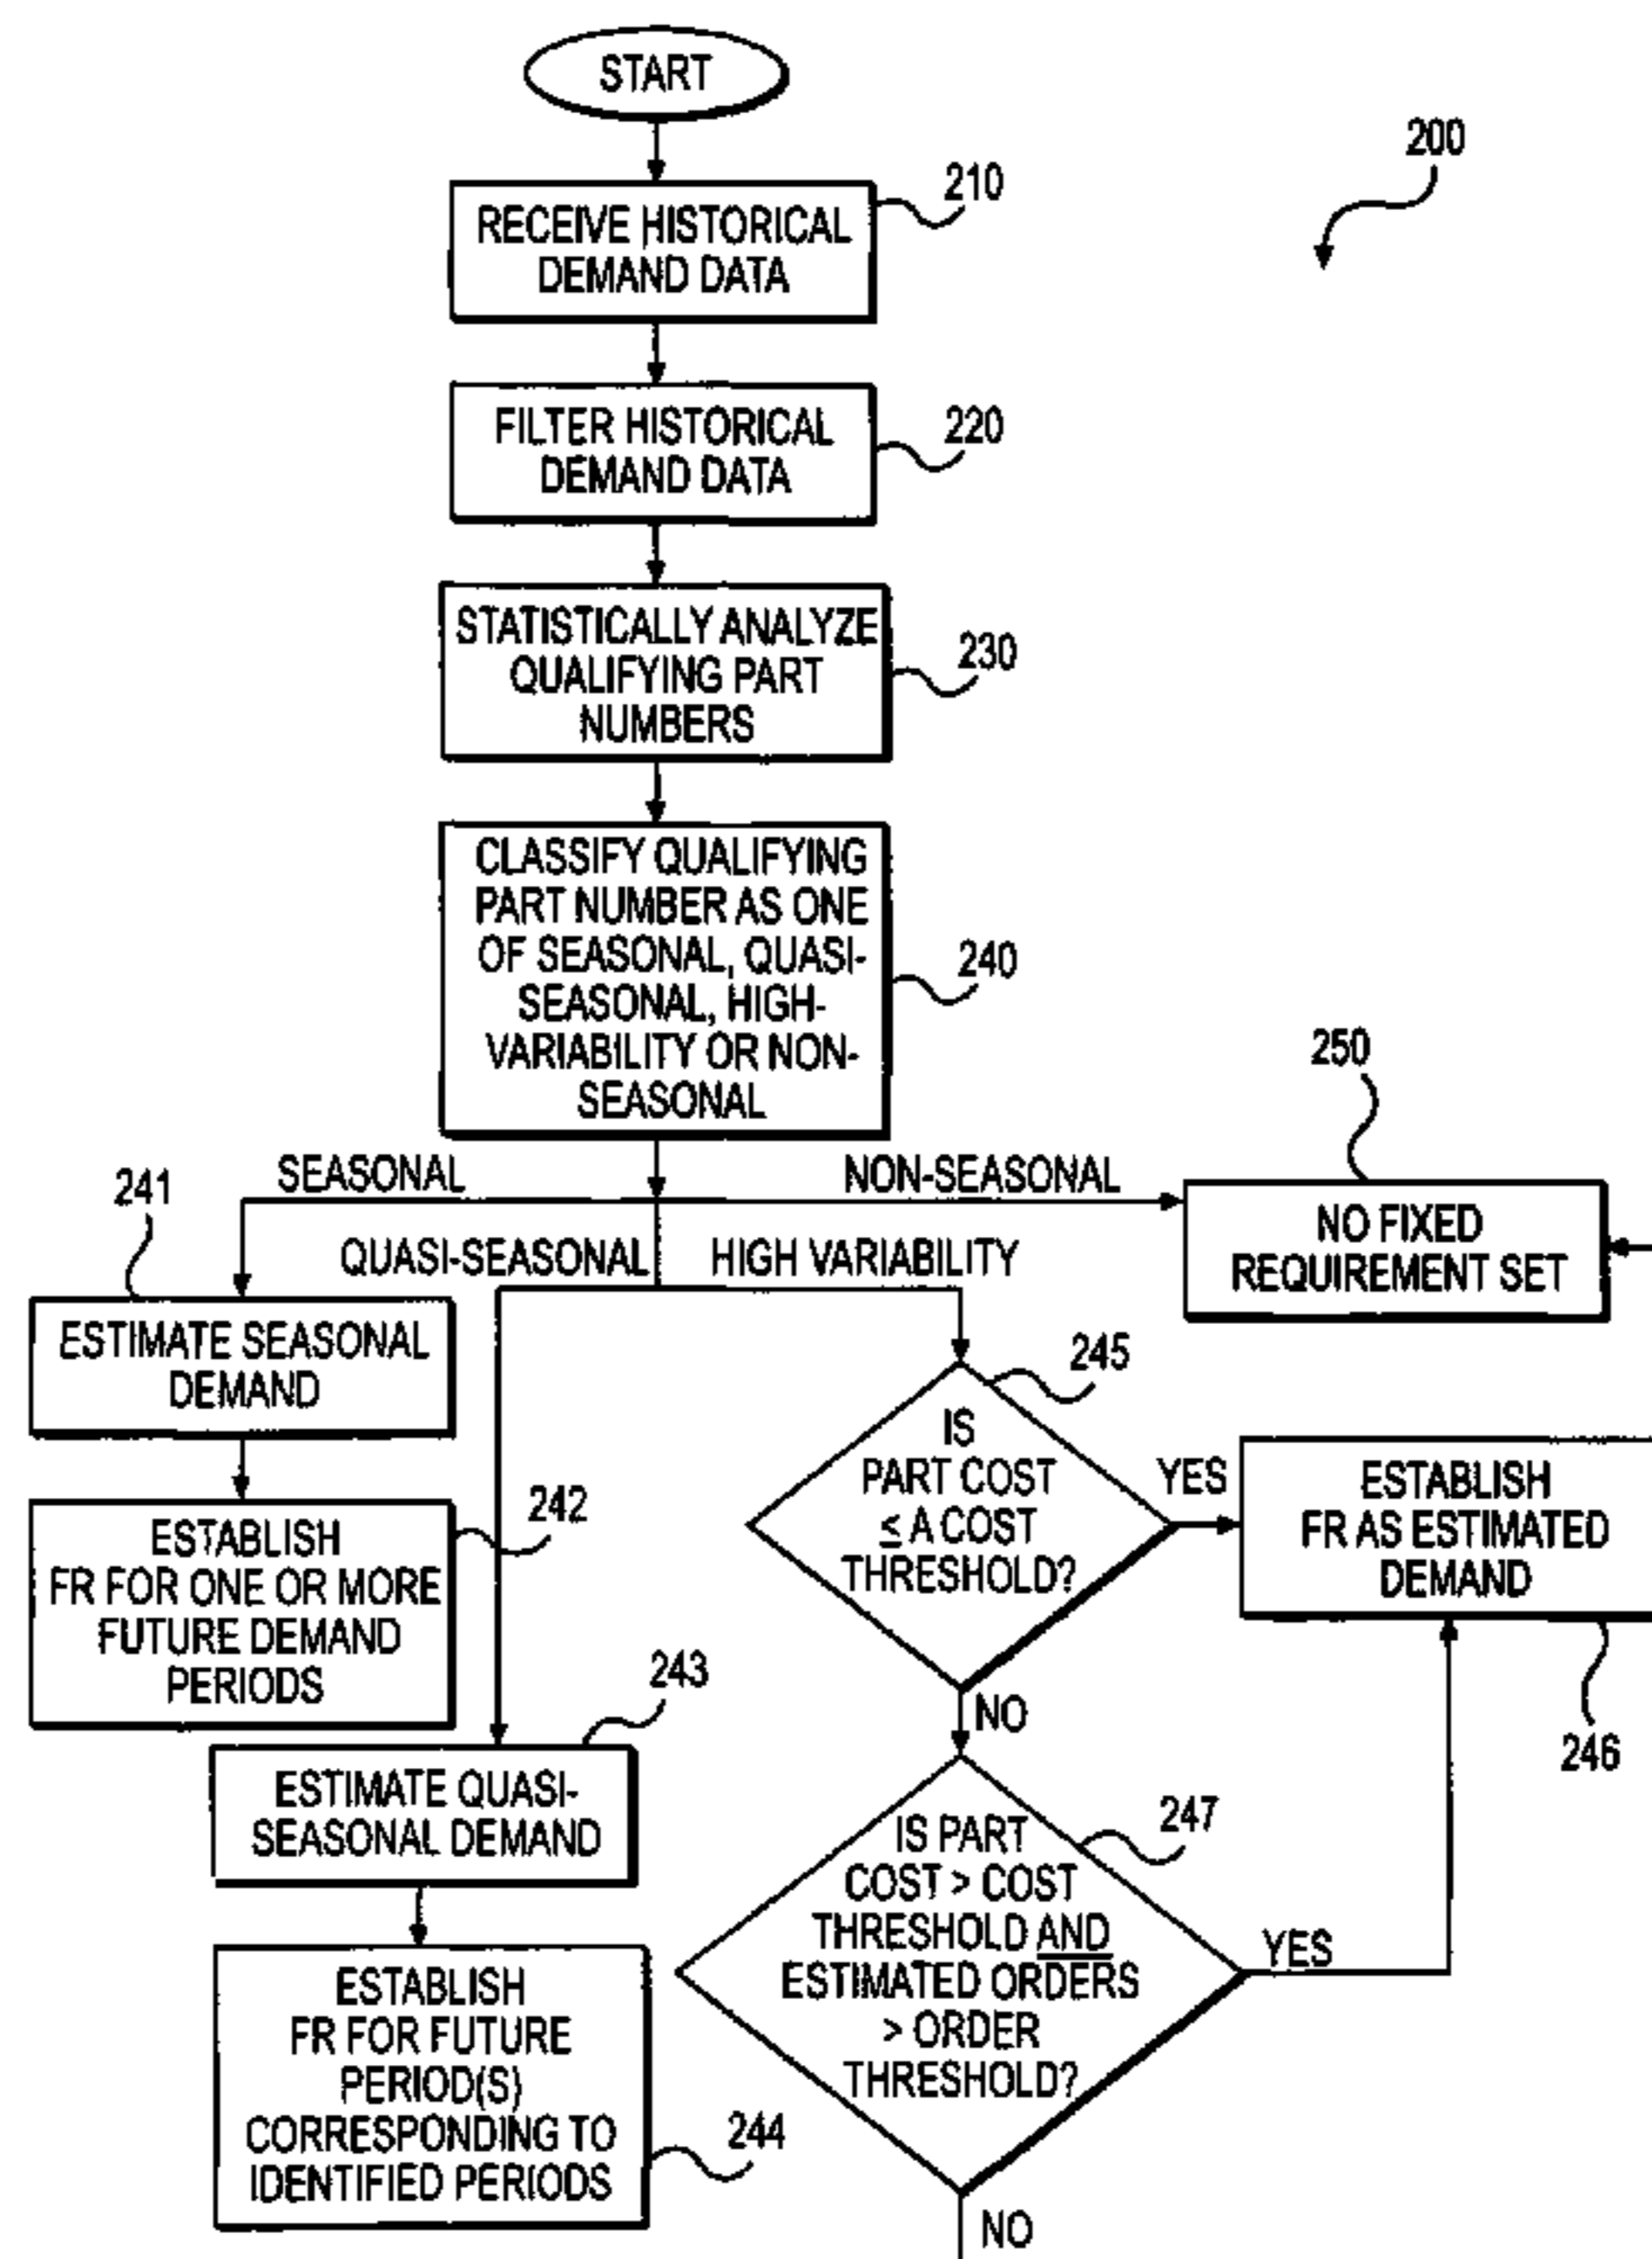 START
200
210
RECEIVE HISTORICAL
DEMAND DATA
FILTER HISTORICAL
DEMAND DATA
220
STATISTICALLY ANALYZE
QUALIFYING PART
NUMBERS
230
CLASSIFY QUALIFYING
PART NUMBER AS ONE
OF SEASONAL, QUASI-
SEASONAL, HIGH-
VARIABILITY OR NON-
SEASONAL
240
250
241
SEASONAL
NON-SEASONAL
NO FIXED
REQUIREMENT SET
QUASI-SEASONAL
HIGH VARIABILITY
ESTIMATE SEASONAL
DEMAND
245
IS
PART COST
≤ A COST
THRESHOLD?
YES
ESTABLISH
FR AS ESTIMATED
DEMAND
242
ESTABLISH
FR FOR ONE OR MORE
FUTURE DEMAND
PERIODS
243
NO
246
ESTIMATE QUASI-
SEASONAL DEMAND
247
IS PART
COST > COST
THRESHOLD AND
ESTIMATED ORDERS
> ORDER
THRESHOLD?
YES
ESTABLISH
FR FOR FUTURE
PERIOD(S)
CORRESPONDING TO
IDENTIFIED PERIODS
244
NO